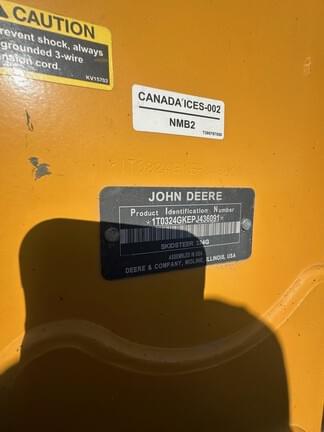 CAUTION
revent shock, always
grounded 3-wire
nsion cord.
KV15703
CANADA ICES-002
NMB2
JOHN DEERE
Product Identification Number
*1T0324GKEPJ436091*
SKIDSTEER 324G
ASSEMBLED IN USA
DEERE & COMPANY, MOLINE, ILLINOIS, USA